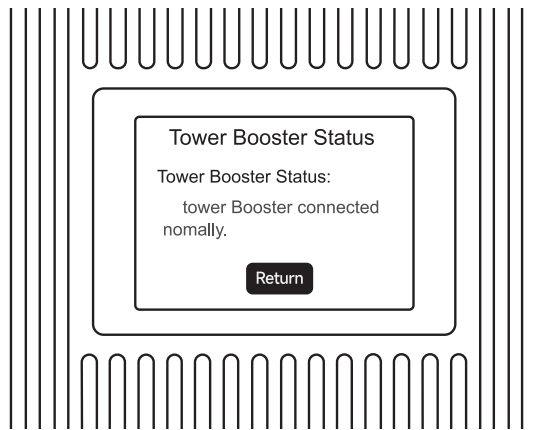 Tower Booster Status
Tower Booster Status:
tower Booster connected
nomally.
Return